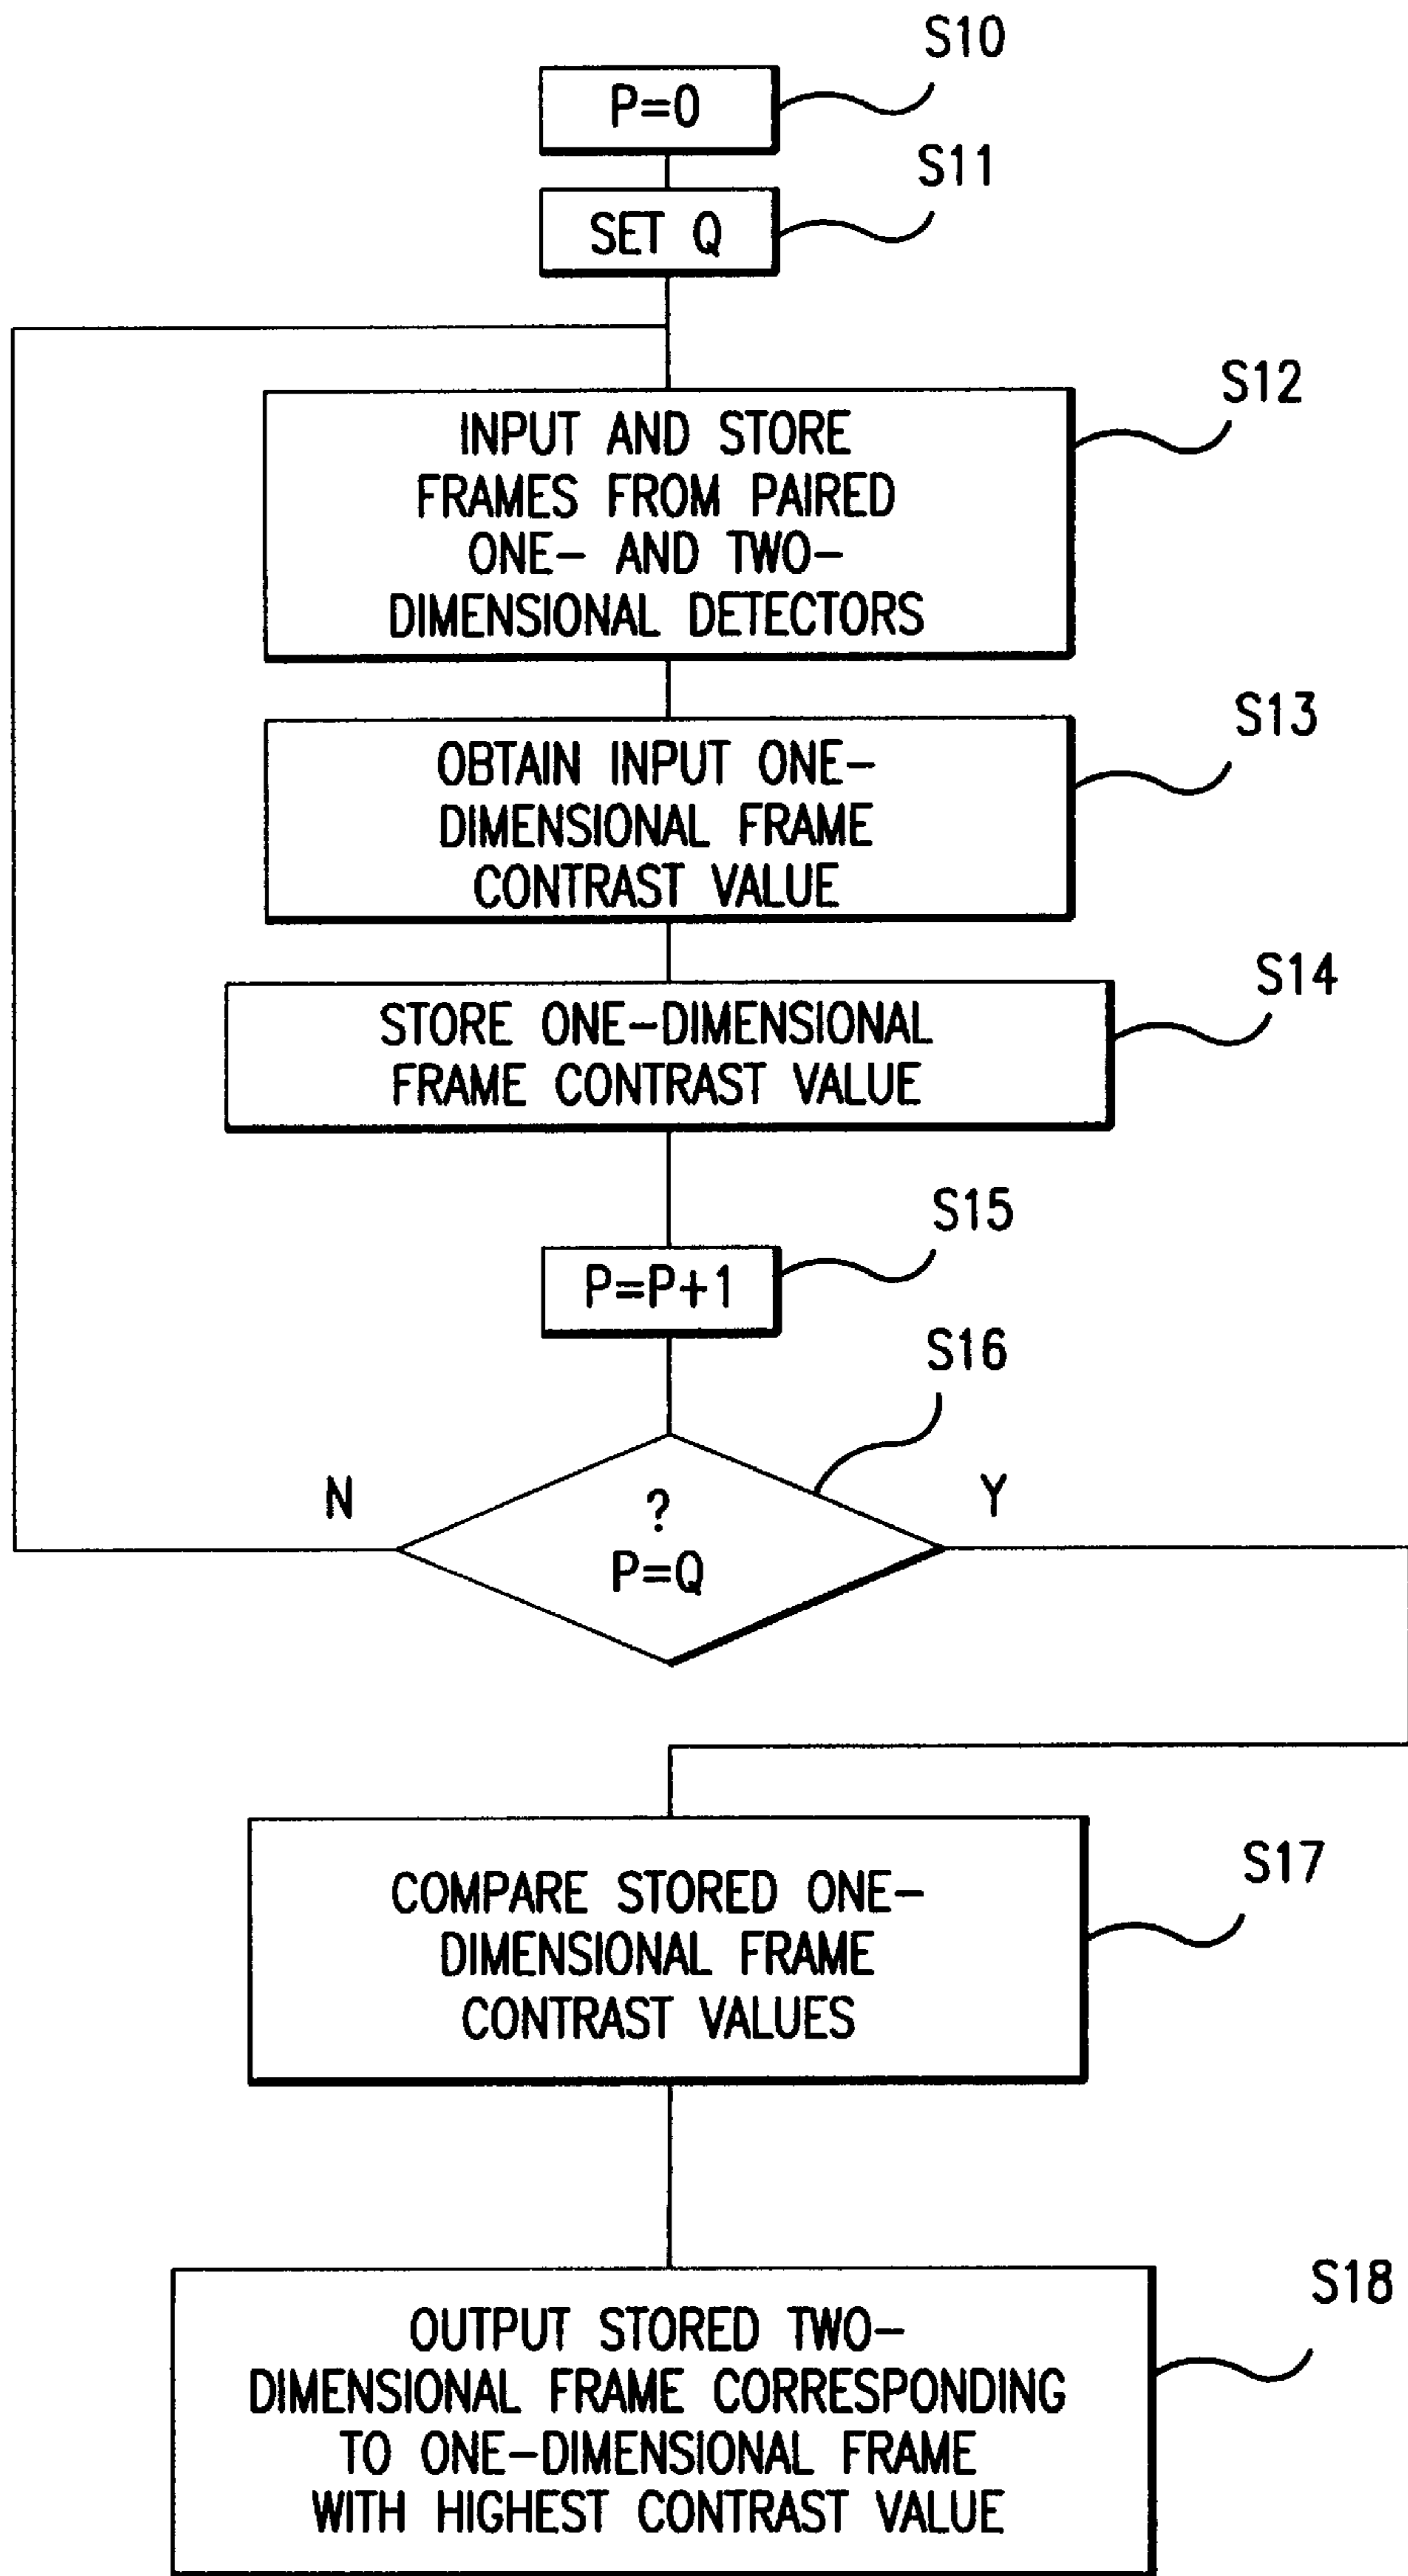 S10
P=0
S11
SET Q
S12
INPUT AND STORE
FRAMES FROM PAIRED
ONE- AND TWO-
DIMENSIONAL DETECTORS
S13
OBTAIN INPUT ONE-
DIMENSIONAL FRAME
CONTRAST VALUE
S14
STORE ONE-DIMENSIONAL
FRAME CONTRAST VALUE
S15
P=P+1
S16
N
Y
?
P=Q
S17
COMPARE STORED ONE-
DIMENSIONAL FRAME
CONTRAST VALUES
S18
OUTPUT STORED TWO-
DIMENSIONAL FRAME CORRESPONDING
TO ONE-DIMENSIONAL FRAME
WITH HIGHEST CONTRAST VALUE